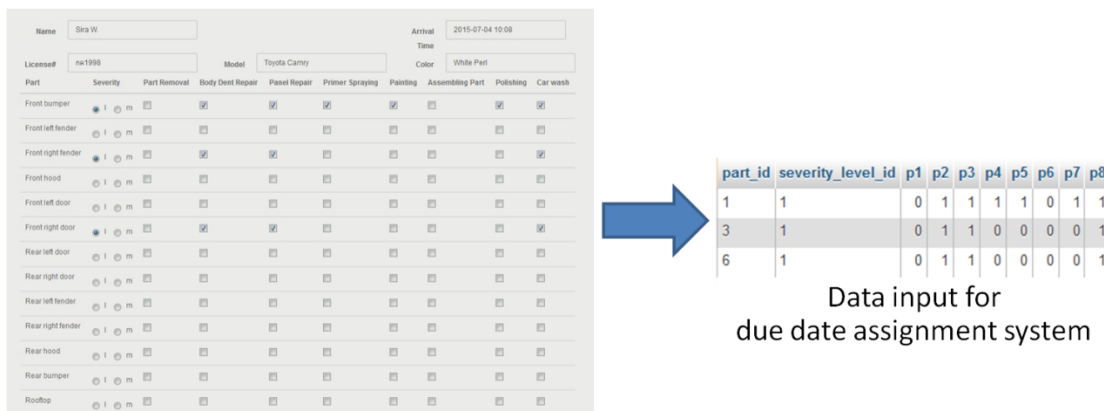 Name Sira W. Arrival Time 2015-07-04 10:08
License# nw1998 Model Toyota Camry Color White Perl
Part Severity Part Removal Body Dent Repair Panel Repair Primer Spraying Painting Assembling Part Polishing Car wash
Front bumper l m
Front left fender l m
Front right fender l m
Front hood l m
Front left door l m
Front right door l m
Rear left door l m
Rear right door l m
Rear left fender l m
Rear right fender l m
Rear hood l m
Rear bumper l m
Rooftop l m
part_id severity_level_id p1 p2 p3 p4 p5 p6 p7 p8
1 1 0 1 1 1 1 0 1 1
3 1 0 1 1 0 0 0 0 1
6 1 0 1 1 0 0 0 0 1
Data input for
due date assignment system